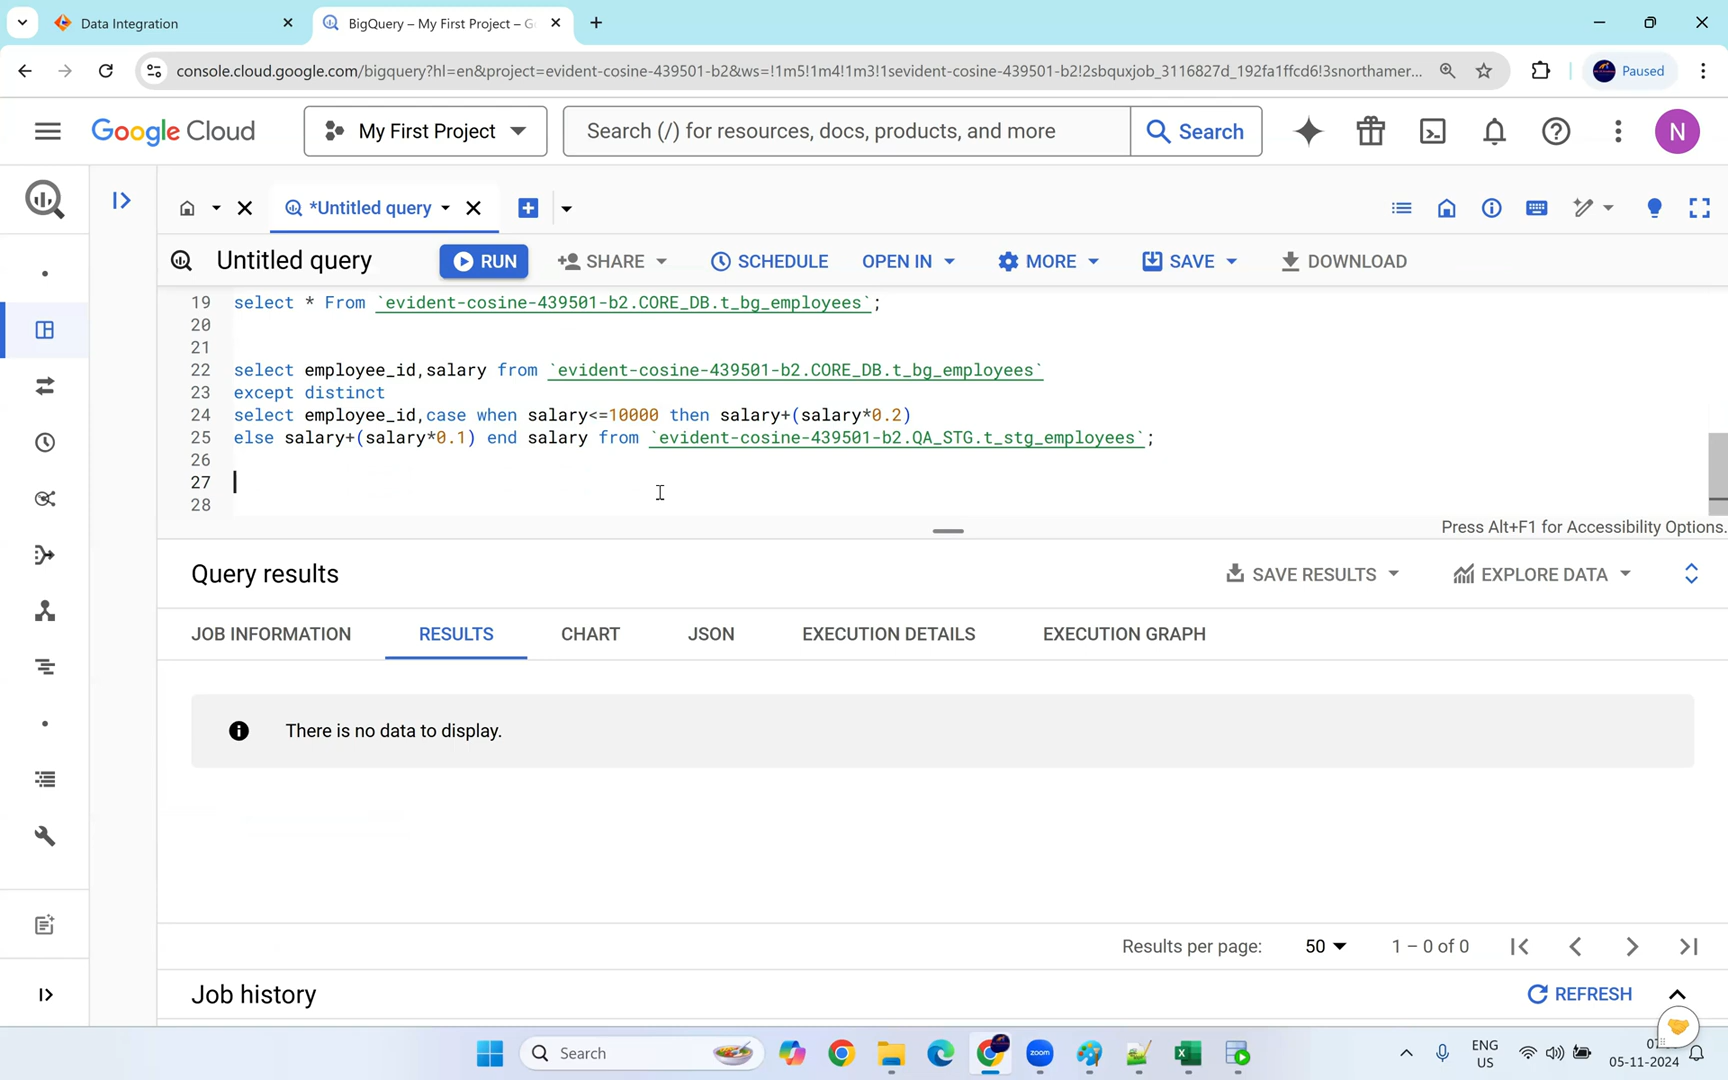 Data Integration
BigQuery – My First Project – G
console.cloud.google.com/bigquery?hl=en&project=evident-cosine-439501-b2&ws=!1m5!1m4!1m3!1sevident-cosine-439501-b2!2sbquxjob_3116827d_192fa1ffcd6!3snorthamer...
Paused
Google Cloud
My First Project
Search (/) for resources, docs, products, and more
Search
N
*Untitled query
Untitled query
RUN
SHARE
SCHEDULE
OPEN IN
MORE
SAVE
DOWNLOAD
19 select * From `evident-cosine-439501-b2.CORE_DB.t_bg_employees`;
20
21
22 select employee_id,salary from `evident-cosine-439501-b2.CORE_DB.t_bg_employees`
23 except distinct
24 select employee_id,case when salary<=10000 then salary+(salary*0.2)
25 else salary+(salary*0.1) end salary from `evident-cosine-439501-b2.QA_STG.t_stg_employees`;
26
27
28
Press Alt+F1 for Accessibility Options.
Query results
SAVE RESULTS
EXPLORE DATA
JOB INFORMATION
RESULTS
CHART
JSON
EXECUTION DETAILS
EXECUTION GRAPH
There is no data to display.
Results per page:
50
1 – 0 of 0
Job history
REFRESH
Search
zoom
ENG
US
05-11-2024